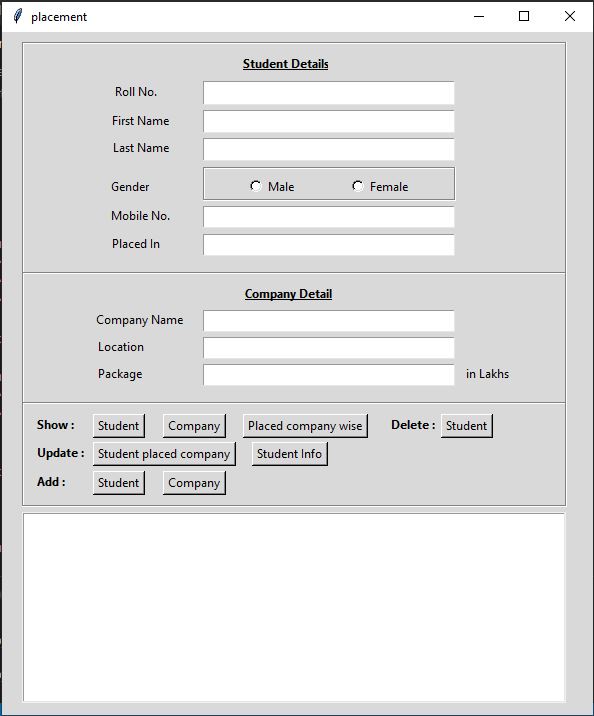 placement
Student Details
Roll No.
First Name
Last Name
Gender Male Female
Mobile No.
Placed In
Company Detail
Company Name
Location
Package in Lakhs
Show : Student Company Placed company wise Delete : Student
Update : Student placed company Student Info
Add : Student Company